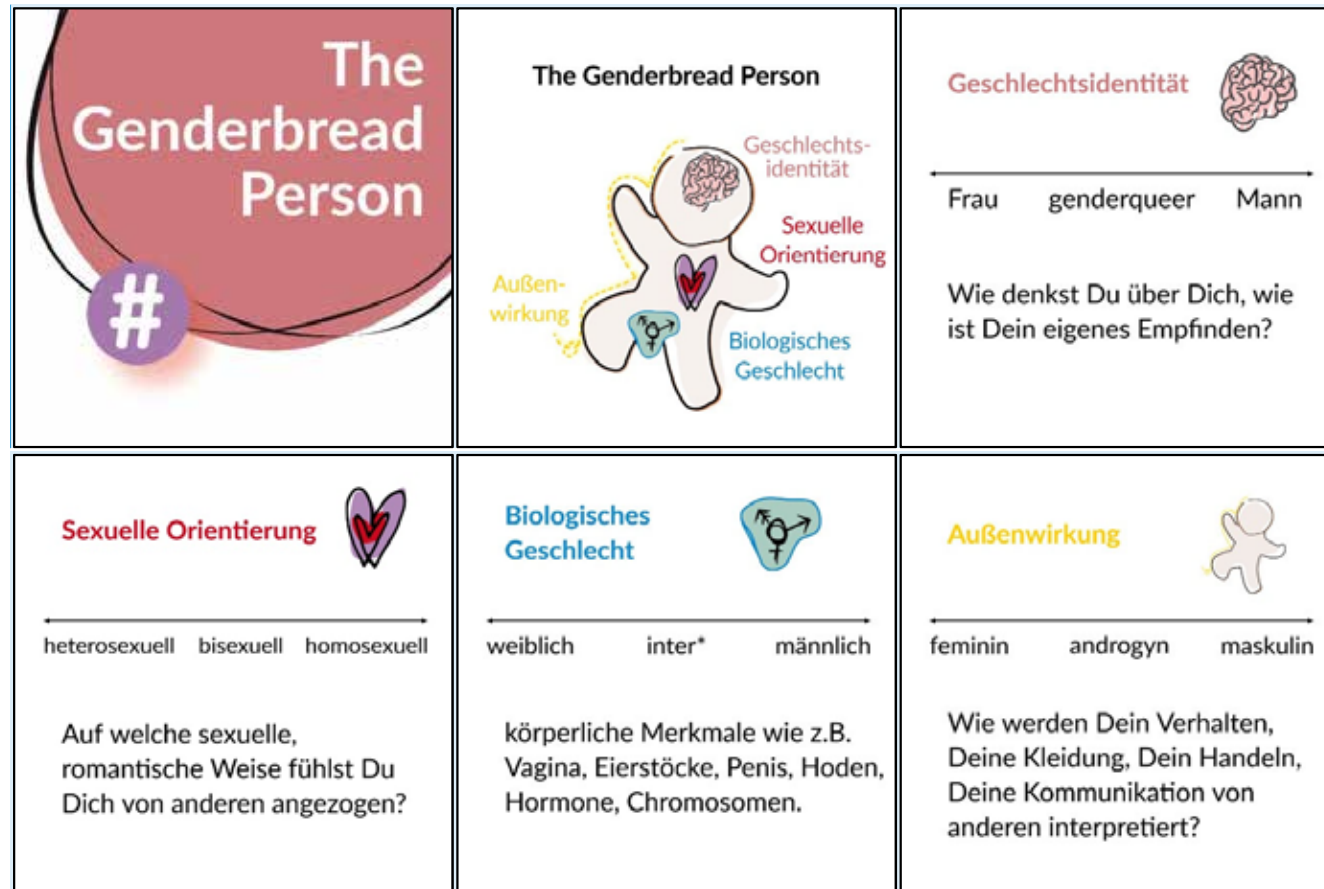 The
Genderbread
Person
#
The Genderbread Person
Geschlechts-
identität
Sexuelle
Orientierung
Außen-
wirkung
Biologisches
Geschlecht
Geschlechtsidentität
Frau genderqueer Mann
Wie denkst Du über Dich, wie
ist Dein eigenes Empfinden?
Sexuelle Orientierung
heterosexuell bisexuell homosexuell
Auf welche sexuelle,
romantische Weise fühlst Du
Dich von anderen angezogen?
Biologisches
Geschlecht
weiblich inter* männlich
körperliche Merkmale wie z.B.
Vagina, Eierstöcke, Penis, Hoden,
Hormone, Chromosomen.
Außenwirkung
feminin androgyn maskulin
Wie werden Dein Verhalten,
Deine Kleidung, Dein Handeln,
Deine Kommunikation von
anderen interpretiert?